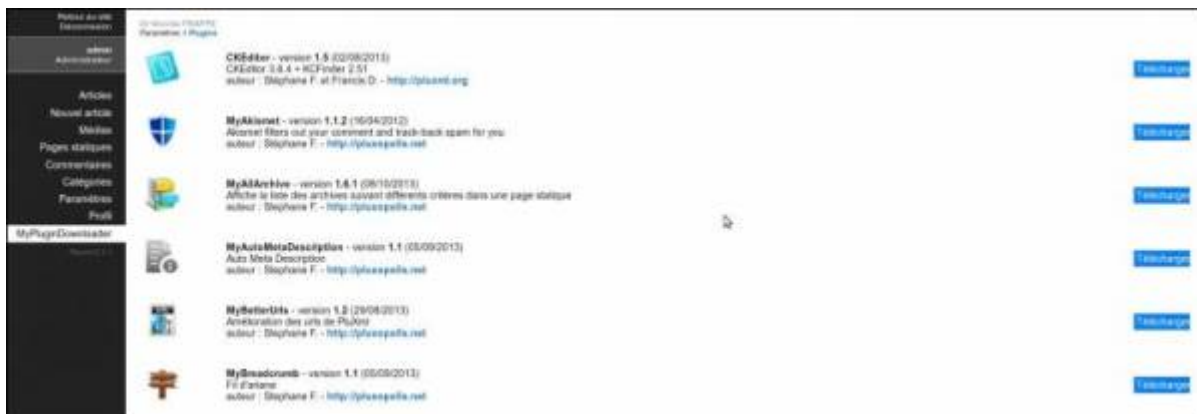 Retour au site
Déconnexion
admin
Administrateur
Articles
Nouvel article
Médias
Pages statiques
Commentaires
Catégories
Paramètres
Profil
MyPluginDownloader
Paramètres / Plugins
CKEditor - version 1.5 (02/08/2013)
CKEditor 3.6.4 + KCFinder 2.51
auteur : Stéphane F. et Francis D. - http://pluxml.org
Télécharger
MyAkismet - version 1.1.2 (16/04/2012)
Akismet filters out your comment and track-back spam for you
auteur : Stéphane F. - http://pluxopolis.net
Télécharger
MyAllArchive - version 1.6.1 (08/10/2013)
Affiche la liste des archives suivant différents critères dans une page statique
auteur : Stéphane F. - http://pluxopolis.net
Télécharger
MyAutoMetaDescription - version 1.1 (05/09/2013)
Auto Meta Description
auteur : Stéphane F. - http://pluxopolis.net
Télécharger
MyBetterUrls - version 1.2 (29/08/2013)
Amélioration des urls de PluXml
auteur : Stéphane F. - http://pluxopolis.net
Télécharger
MyBreadcrumb - version 1.1 (05/09/2013)
Fil d'ariane
auteur : Stéphane F. - http://pluxopolis.net
Télécharger